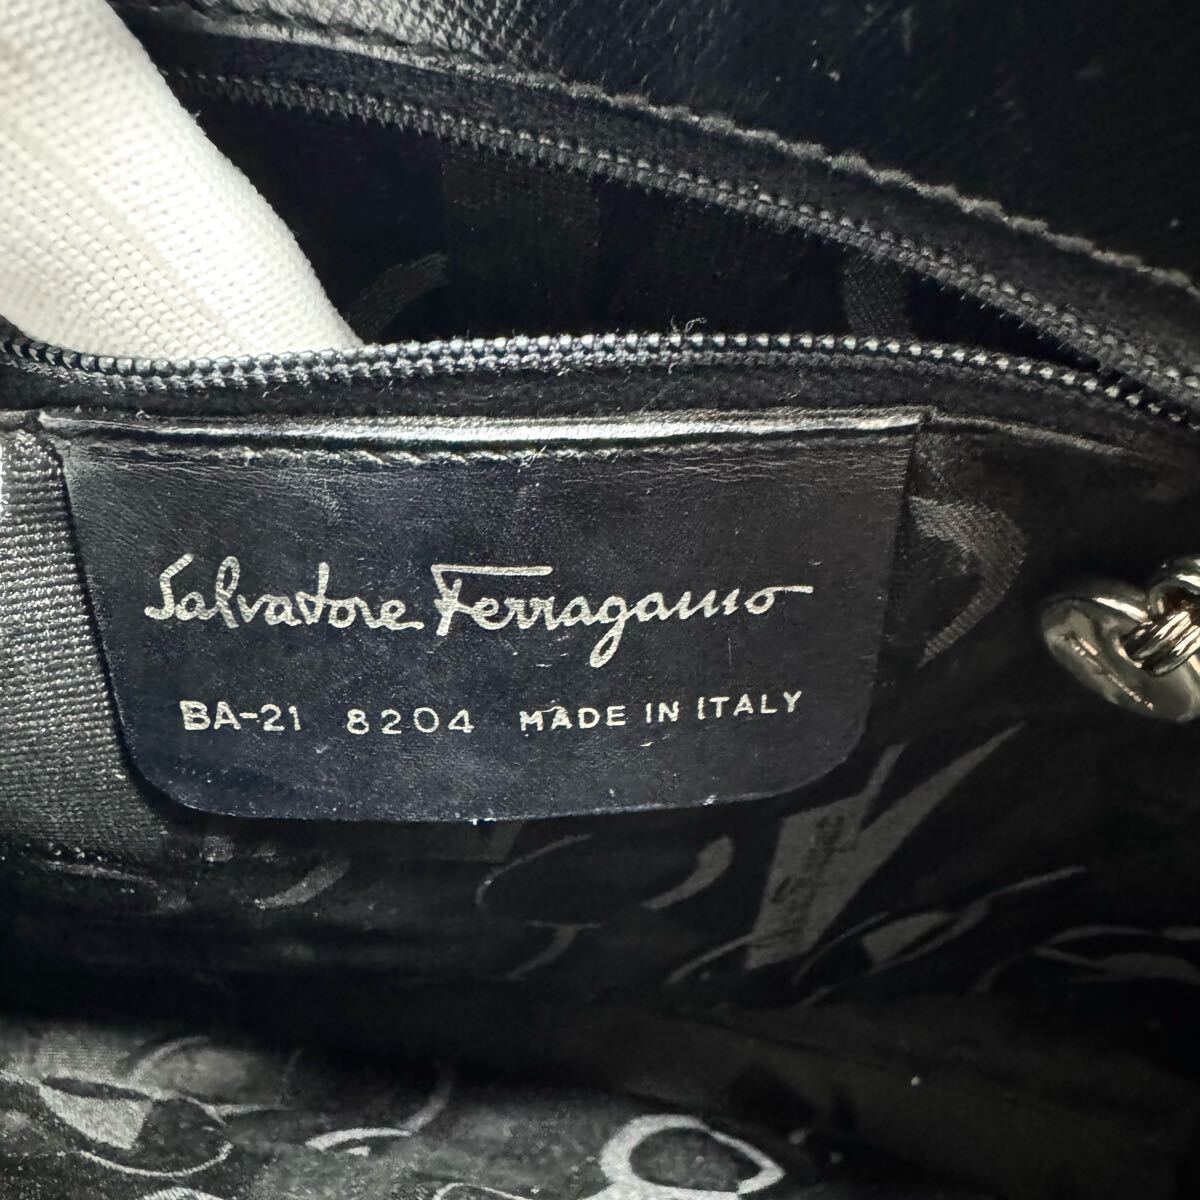 Salvatore Ferragamo
BA-21 8204 MADE IN ITALY